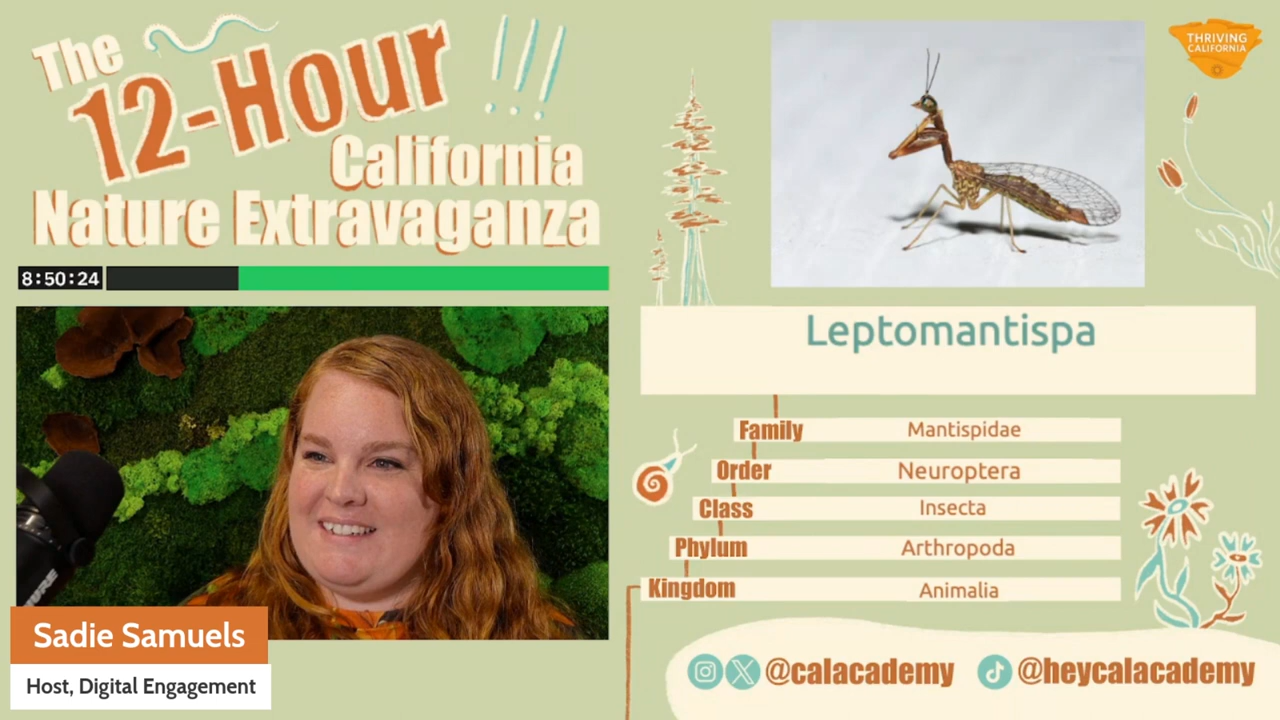 The
12-Hour
!!!
California
Nature Extravaganza
THRIVING
CALIFORNIA
8:50:24
Leptomantispa
Family Mantispidae
Order Neuroptera
Class Insecta
Phylum Arthropoda
Kingdom Animalia
SHURE
Sadie Samuels
Host, Digital Engagement
@calacademy @heycalacademy